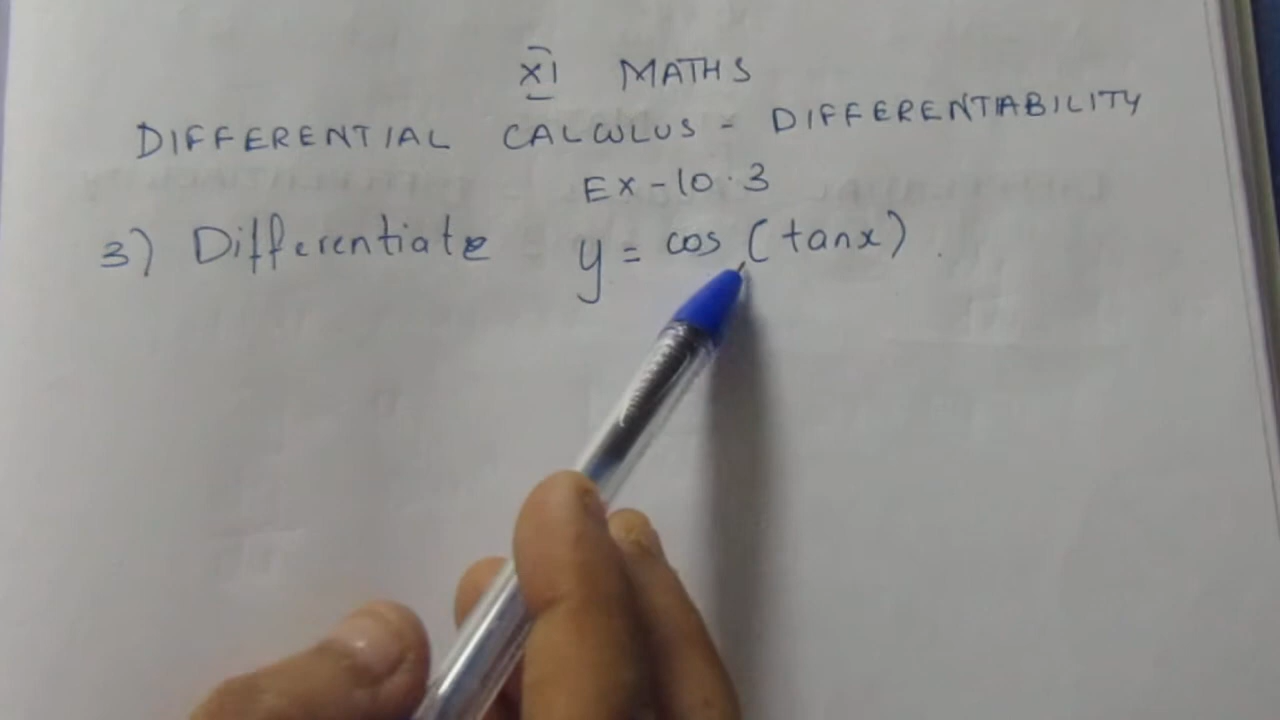 XI MATHS
DIFFERENTIAL CALCULUS - DIFFERENTIABILITY
EX-10.3
3) Differentiate y = cos (tanx).